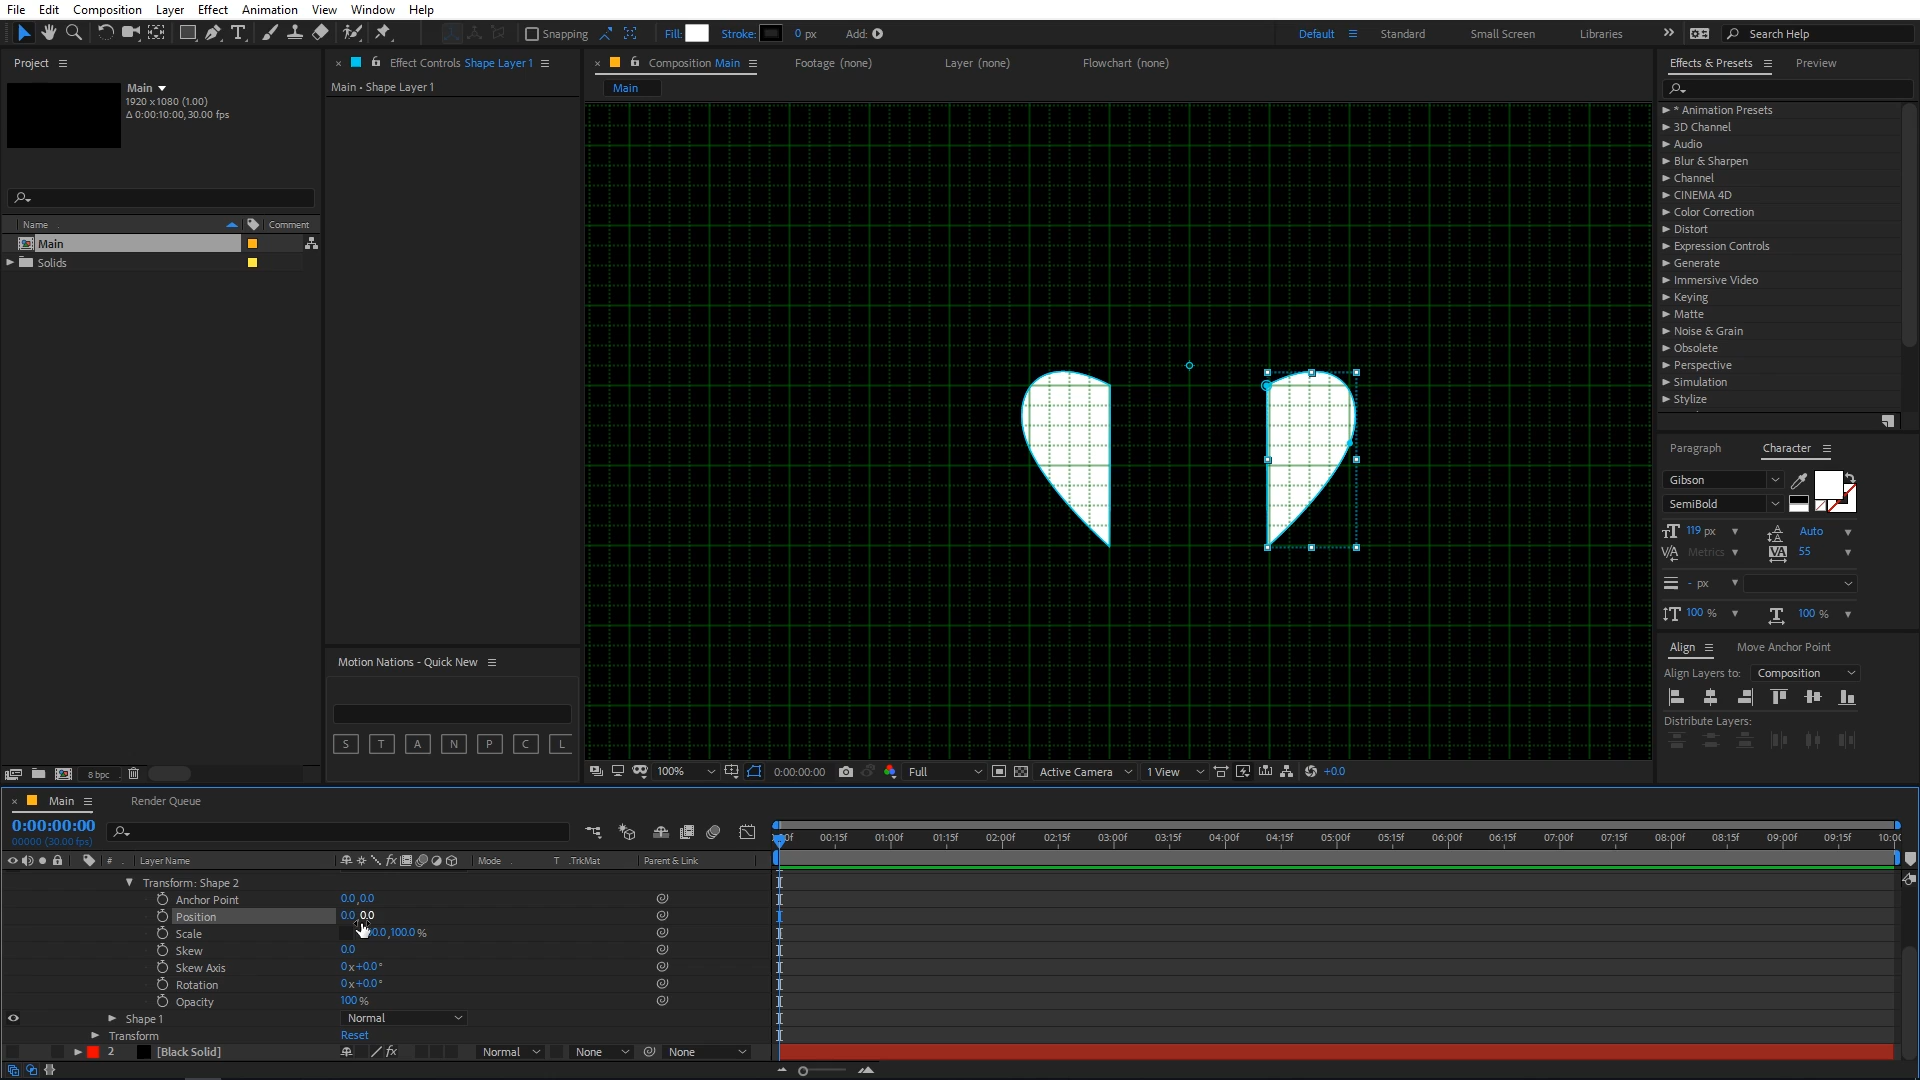 File Edit Composition Layer Effect Animation View Window Help
Snapping Fill: Stroke: 0 px Add: Default Standard Small Screen Libraries Search Help
Project
Main
1920 x 1080 (1.00)
Δ 0:00:10:00, 30.00 fps
Name Comment
Main
Solids
8 bpc
Effect Controls Shape Layer 1
Main • Shape Layer 1
Motion Nations - Quick New
S T A N P C L
Composition Main Footage (none) Layer (none) Flowchart (none)
Main
100% 0:00:00:00 Full Active Camera 1 View +0.0
Effects & Presets Preview
* Animation Presets
3D Channel
Audio
Blur & Sharpen
Channel
CINEMA 4D
Color Correction
Distort
Expression Controls
Generate
Immersive Video
Keying
Matte
Noise & Grain
Obsolete
Perspective
Simulation
Stylize
Paragraph Character
Gibson
SemiBold
119 px Auto
Metrics 55
- px
100 % 100 %
Align Move Anchor Point
Align Layers to: Composition
Distribute Layers:
Main Render Queue
0:00:00:00
00000 (30.00 fps)
00:15f 01:00f 01:15f 02:00f 02:15f 03:00f 03:15f 04:00f 04:15f 05:00f 05:15f 06:00f 06:15f 07:00f 07:15f 08:00f 08:15f 09:00f 09:15f
# Layer Name Mode T .TrkMat Parent & Link
Transform: Shape 2
Anchor Point 0.0,0.0
Position 0.0,0.0
Scale ,100.0 %
Skew 0.0
Skew Axis 0x+0.0°
Rotation 0x+0.0°
Opacity 100 %
Shape 1 Normal
Transform Reset
2 [Black Solid] Normal None None